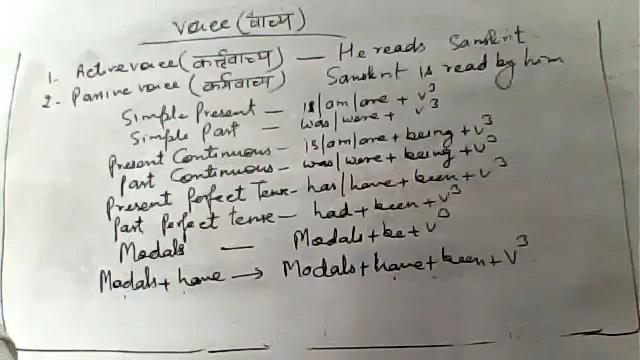 Voice (वाच्य)
1. Active voice (कर्तृवाच्य) — He reads Sanskrit.
2. Passive voice (कर्मवाच्य) Sanskrit is read by him
Simple Present — is/am/are + V³
Simple Past — was/were + V³
Present Continuous — is/am/are + being + V³
Past Continuous — was/were + being + V³
Present Perfect Tense — has/have + been + V³
Past Perfect tense — had + been + V³
Modals — Modals + be + V³
Modals + have → Modals + have + been + V³